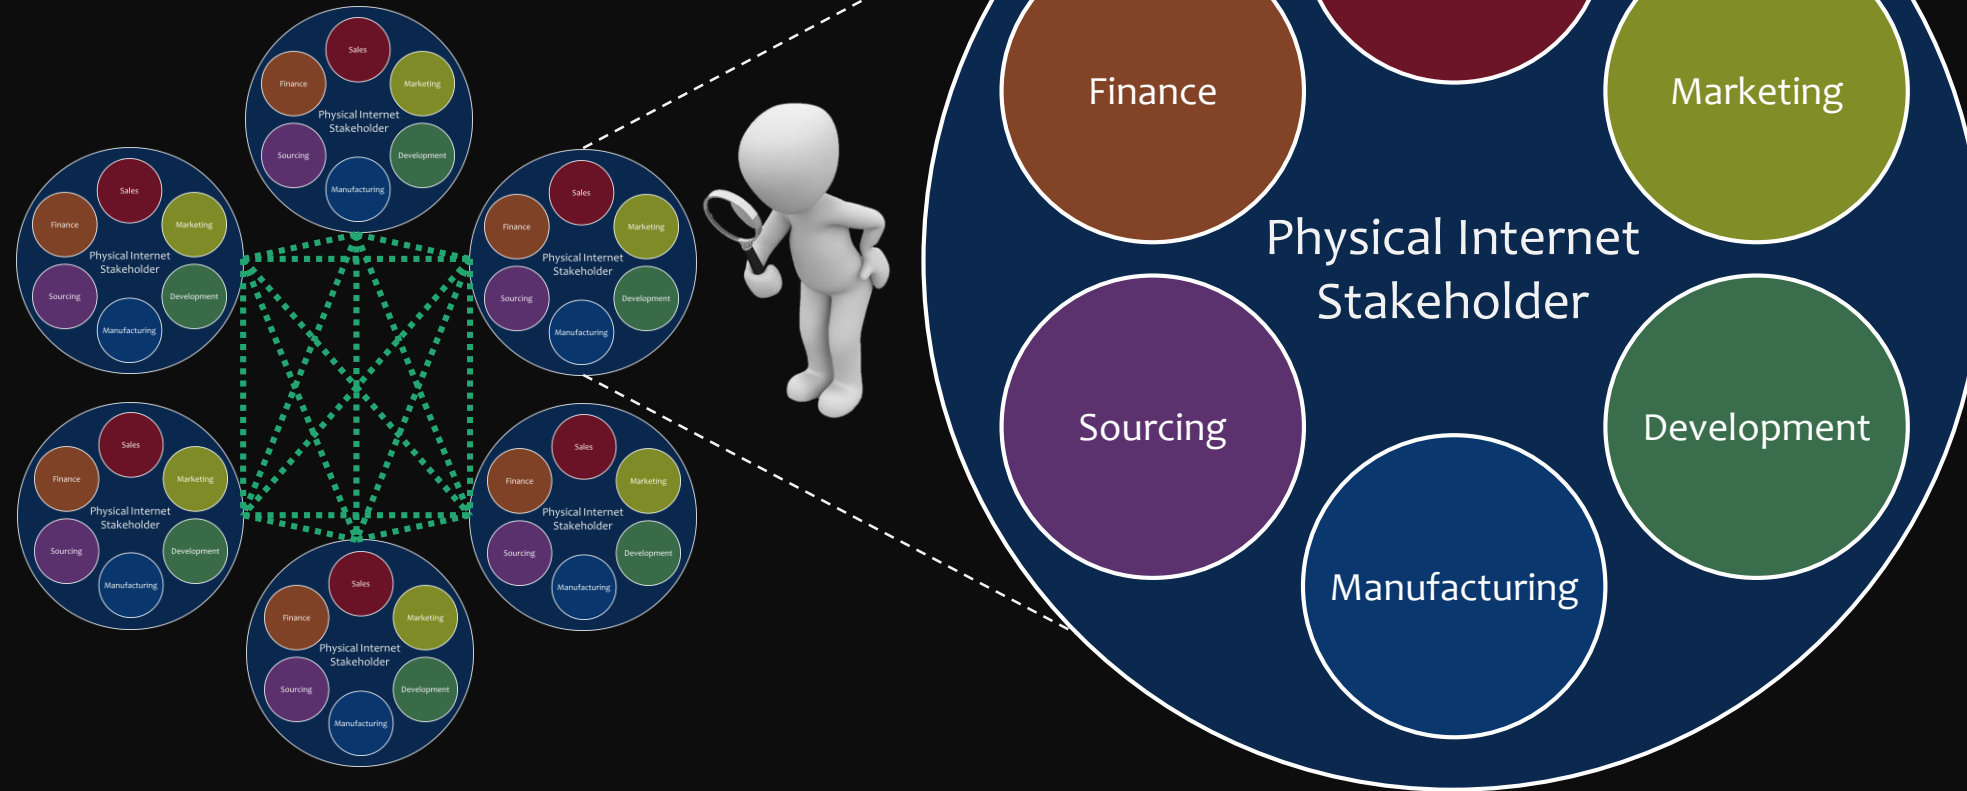 Sales
Finance
Marketing
Physical Internet
Stakeholder
Sourcing
Development
Manufacturing
Sales
Finance
Marketing
Physical Internet
Stakeholder
Sourcing
Development
Manufacturing
Sales
Finance
Marketing
Physical Internet
Stakeholder
Sourcing
Development
Manufacturing
Sales
Finance
Marketing
Physical Internet
Stakeholder
Sourcing
Development
Manufacturing
Sales
Finance
Marketing
Physical Internet
Stakeholder
Sourcing
Development
Manufacturing
Sales
Finance
Marketing
Physical Internet
Stakeholder
Sourcing
Development
Manufacturing
Finance
Marketing
Physical Internet
Stakeholder
Sourcing
Development
Manufacturing